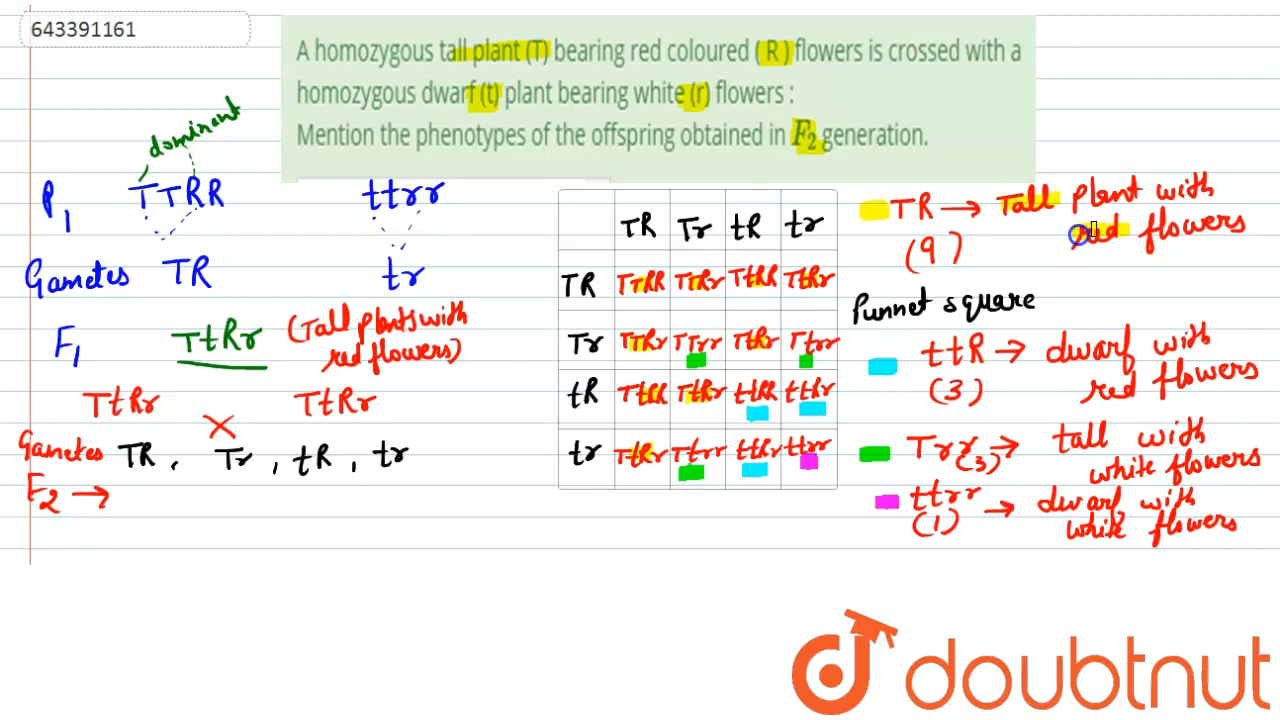 643391161
A homozygous tall plant (T) bearing red coloured ( R ) flowers is crossed with a
homozygous dwarf (t) plant bearing white (r) flowers :
Mention the phenotypes of the offspring obtained in F2 generation.
dominant
P1 TTRR ttrr
Gametes TR tr
F1 TtRr (Tall plants with
red flowers)
TtRr × TtRr
Gametes TR, Tr, tR, tr
F2 →
TR Tr tR tr
TR TTRR TTRr TtRR TtRr
Tr TTRr TTrr TtRr Ttrr
tR TtRR TtRr ttRR ttRr
tr TtRr Ttrr ttRr ttrr
TR → Tall plant with
(9) red flowers
Punnet square
ttR → dwarf with
(3) red flowers
Trr (3) → tall with
white flowers
ttrr → dwarf with
(1) white flowers
doubtnut